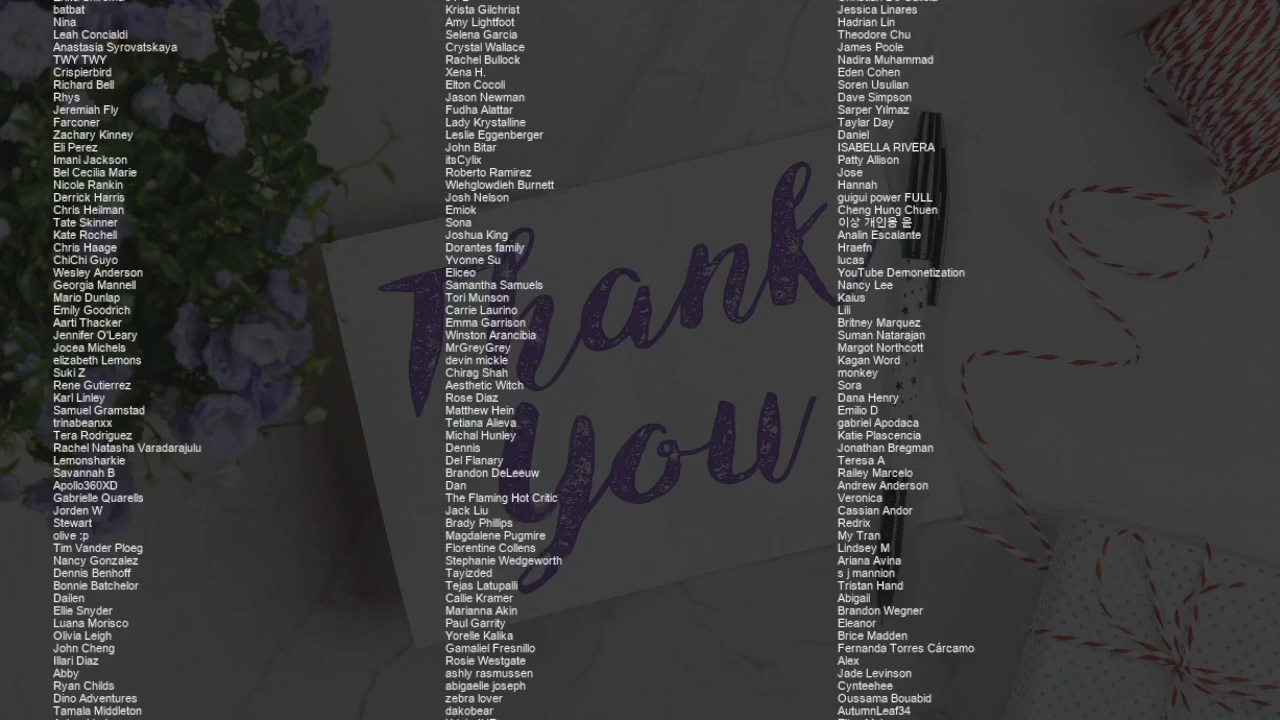 batbat
Nina
Leah Concialdi
Anastasia Syrovatskaya
TWY TWY
Crispierbird
Richard Bell
Rhys
Jeremiah Fly
Farconer
Zachary Kinney
Eli Perez
Imani Jackson
Bel Cecilia Marie
Nicole Rankin
Derrick Harris
Chris Heilman
Tate Skinner
Kate Rochell
Chris Haage
ChiChi Guyo
Wesley Anderson
Georgia Mannell
Mario Dunlap
Emily Goodrich
Aarti Thacker
Jennifer O'Leary
Jocea Michels
elizabeth Lemons
Suki Z
Rene Gutierrez
Karl Linley
Samuel Gramstad
trinabeanxx
Tera Rodriguez
Rachel Natasha Varadarajulu
Lemonsharkie
Savannah B
Apollo360XD
Gabrielle Quarells
Jorden W
Stewart
olive :p
Tim Vander Ploeg
Nancy Gonzalez
Dennis Benhoff
Bonnie Batchelor
Dailen
Ellie Snyder
Luana Morisco
Olivia Leigh
John Cheng
Illari Diaz
Abby
Ryan Childs
Dino Adventures
Tamala Middleton
Krista Gilchrist
Amy Lightfoot
Selena Garcia
Crystal Wallace
Rachel Bullock
Xena H.
Elton Cocoli
Jason Newman
Fudha Alattar
Lady Krystalline
Leslie Eggenberger
John Bitar
itsCylix
Roberto Ramirez
Wlehglowdieh Burnett
Josh Nelson
Emiok
Sona
Joshua King
Dorantes family
Yvonne Su
Eliceo
Samantha Samuels
Tori Munson
Carrie Laurino
Emma Garrison
Winston Arancibia
MrGreyGrey
devin mickle
Chirag Shah
Aesthetic Witch
Rose Diaz
Matthew Hein
Tetiana Alieva
Michal Hunley
Dennis
Del Flanary
Brandon DeLeeuw
Dan
The Flaming Hot Critic
Jack Liu
Brady Phillips
Magdalene Pugmire
Florentine Collens
Stephanie Wedgeworth
Tayizded
Tejas Latupalli
Callie Kramer
Marianna Akin
Paul Garrity
Yorelle Kalika
Gamaliel Fresnillo
Rosie Westgate
ashly rasmussen
abigaelle joseph
zebra lover
dakobear
Jessica Linares
Hadrian Lin
Theodore Chu
James Poole
Nadira Muhammad
Eden Cohen
Soren Usulian
Dave Simpson
Sarper Yılmaz
Taylar Day
Daniel
ISABELLA RIVERA
Patty Allison
Jose
Hannah
guigui power FULL
Cheng Hung Chuen
이상 개인용 윤
Analin Escalante
Hraefn
lucas
YouTube Demonetization
Nancy Lee
Kaius
Lili
Britney Marquez
Suman Natarajan
Margot Northcott
Kagan Word
monkey
Sora
Dana Henry
Emilio D
gabriel Apodaca
Katie Plascencia
Jonathan Bregman
Teresa A
Railey Marcelo
Andrew Anderson
Veronica
Cassian Andor
Redrix
My Tran
Lindsey M
Ariana Avina
s j mannion
Tristan Hand
Abigail
Brandon Wegner
Eleanor
Brice Madden
Fernanda Torres Cárcamo
Alex
Jade Levinson
Cynteehee
Oussama Bouabid
AutumnLeaf34
Thank
you